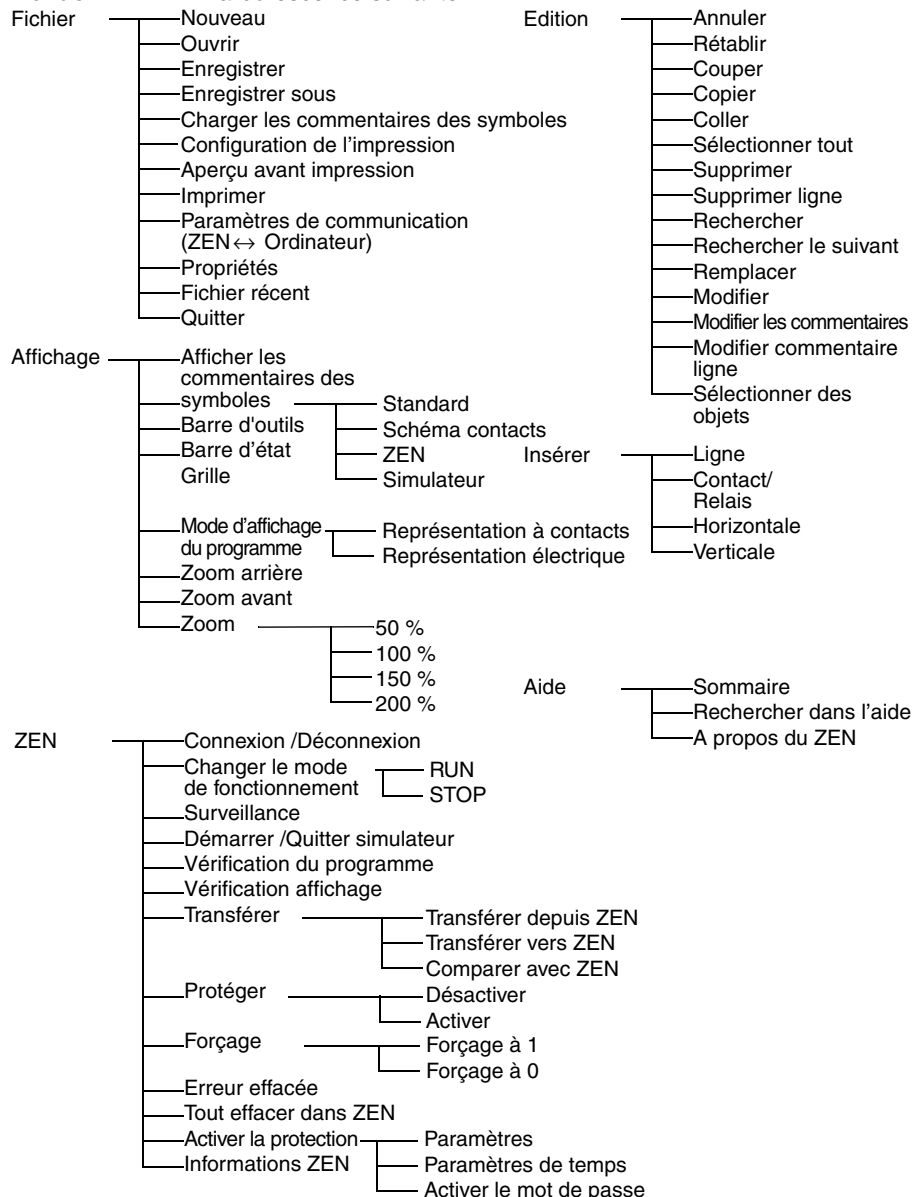 Fichier
Nouveau
Ouvrir
Enregistrer
Enregistrer sous
Charger les commentaires des symboles
Configuration de l'impression
Aperçu avant impression
Imprimer
Paramètres de communication
(ZEN↔ Ordinateur)
Propriétés
Fichier récent
Quitter
Edition
Annuler
Rétablir
Couper
Copier
Coller
Sélectionner tout
Supprimer
Supprimer ligne
Rechercher
Rechercher le suivant
Remplacer
Modifier
Modifier les commentaires
Modifier commentaire
ligne
Sélectionner des
objets
Affichage
Afficher les
commentaires des
symboles
Barre d'outils
Barre d'état
Grille
Standard
Schéma contacts
ZEN
Simulateur
Mode d'affichage
du programme
Représentation à contacts
Représentation électrique
Zoom arrière
Zoom avant
Zoom
50 %
100 %
150 %
200 %
Insérer
Ligne
Contact/
Relais
Horizontale
Verticale
Aide
Sommaire
Rechercher dans l'aide
A propos du ZEN
ZEN
Connexion /Déconnexion
Changer le mode
de fonctionnement
RUN
STOP
Surveillance
Démarrer /Quitter simulateur
Vérification du programme
Vérification affichage
Transférer
Transférer depuis ZEN
Transférer vers ZEN
Comparer avec ZEN
Protéger
Désactiver
Activer
Forçage
Forçage à 1
Forçage à 0
Erreur effacée
Tout effacer dans ZEN
Activer la protection
Informations ZEN
Paramètres
Paramètres de temps
Activer le mot de passe